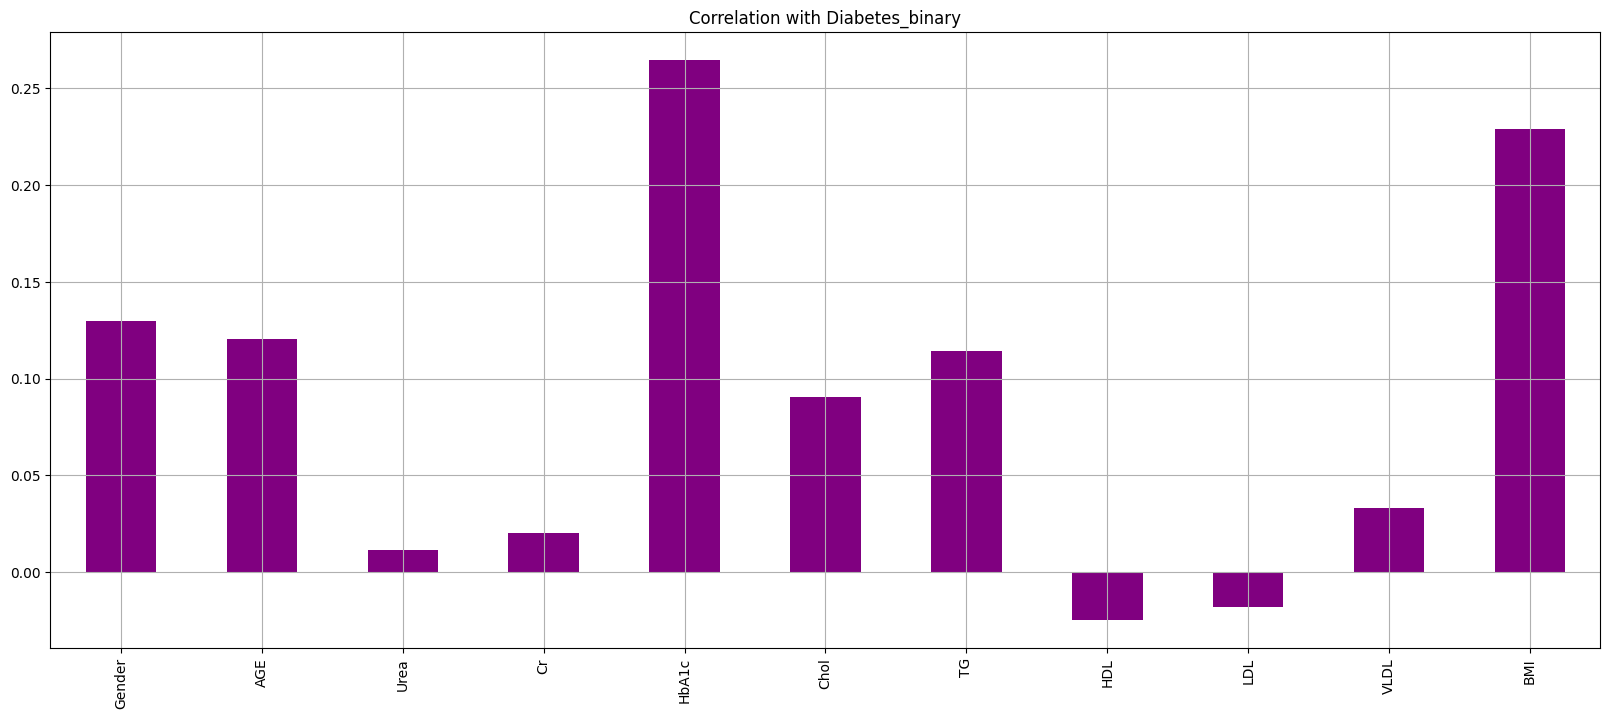 Correlation with Diabetes_binary
0.25
0.20
0.15
0.10
0.05
0.00
Gender
AGE
Urea
Cr
HbA1c
Chol
TG
HDL
LDL
VLDL
BMI